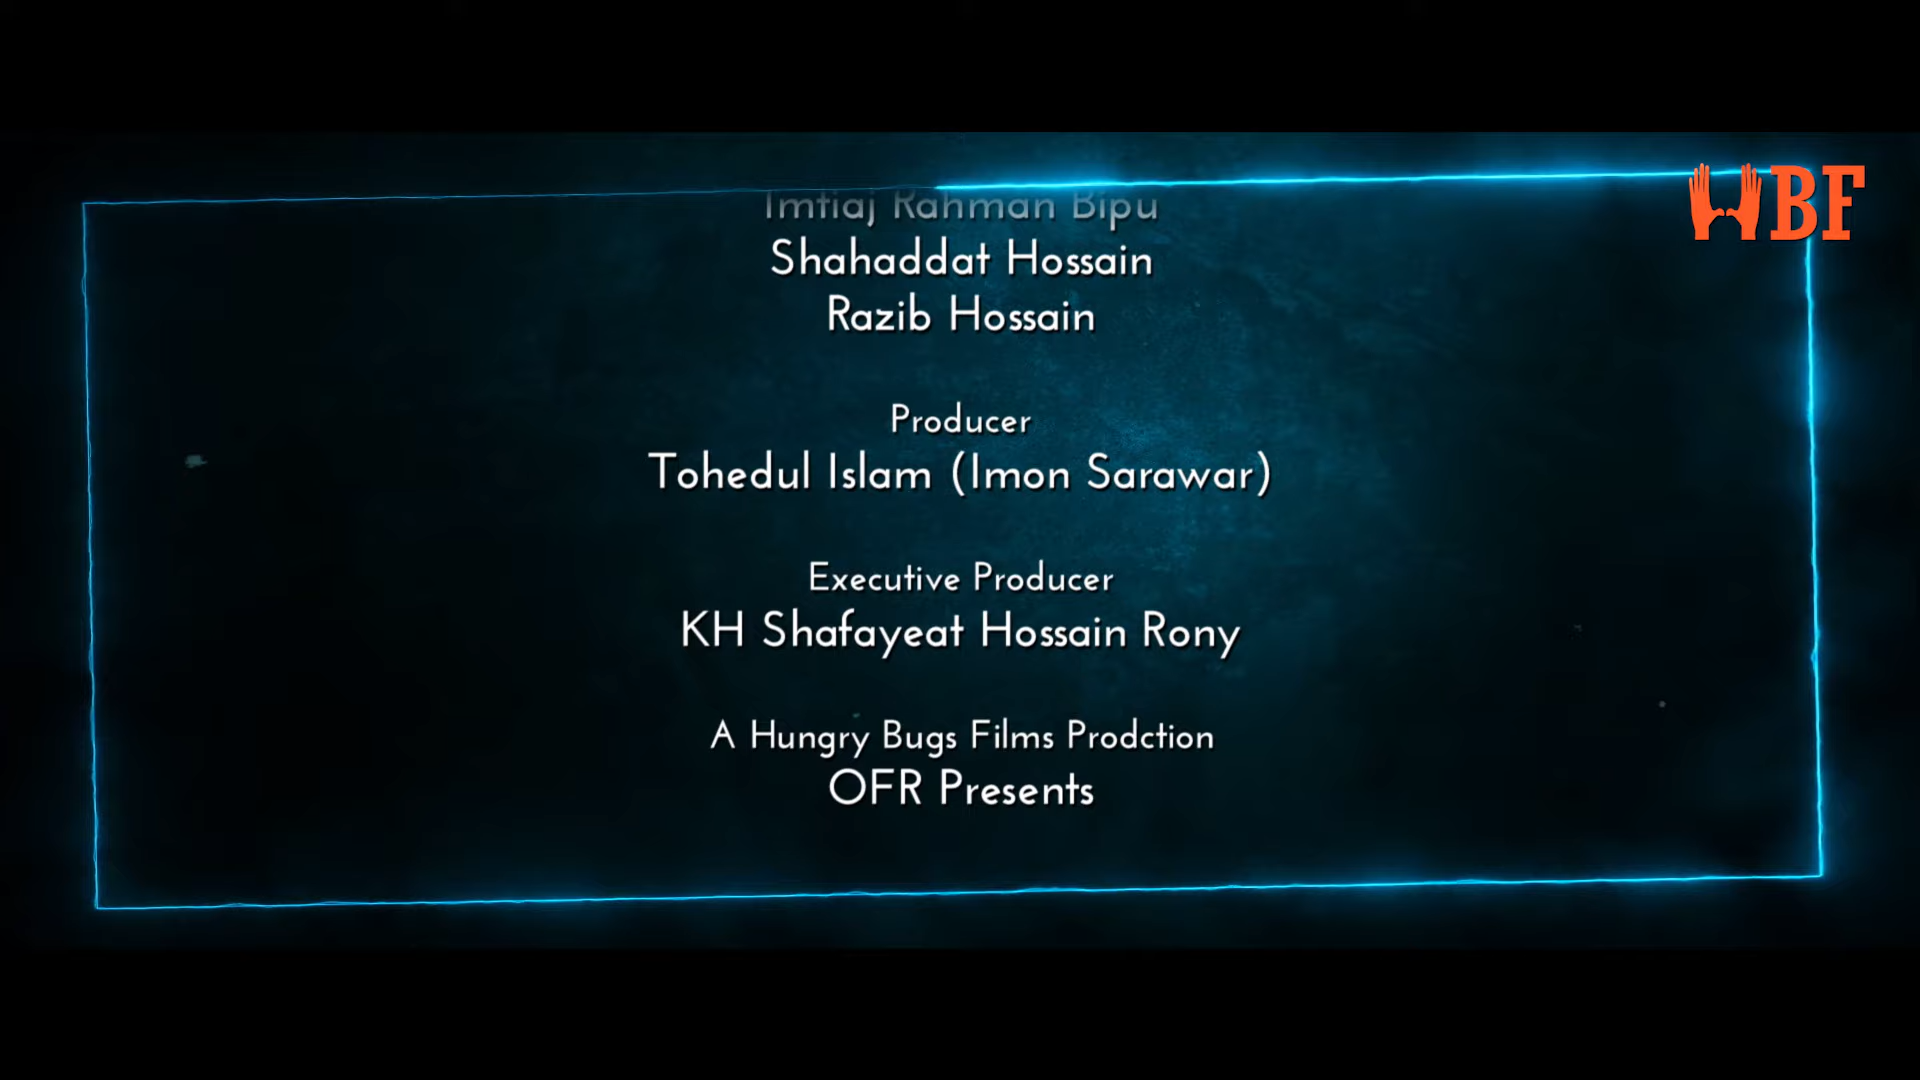 Imtiaj Rahman Bipu
Shahaddat Hossain
Razib Hossain
Producer
Tohedul Islam (Imon Sarawar)
Executive Producer
KH Shafayeat Hossain Rony
A Hungry Bugs Films Prodction
OFR Presents
HBF